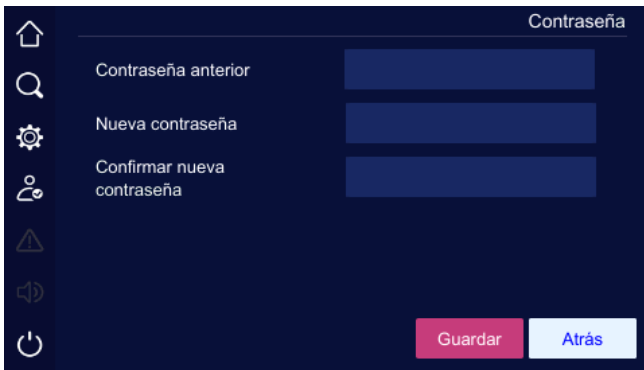 Contraseña
Contraseña anterior
Nueva contraseña
Confirmar nueva
contraseña
Guardar
Atrás